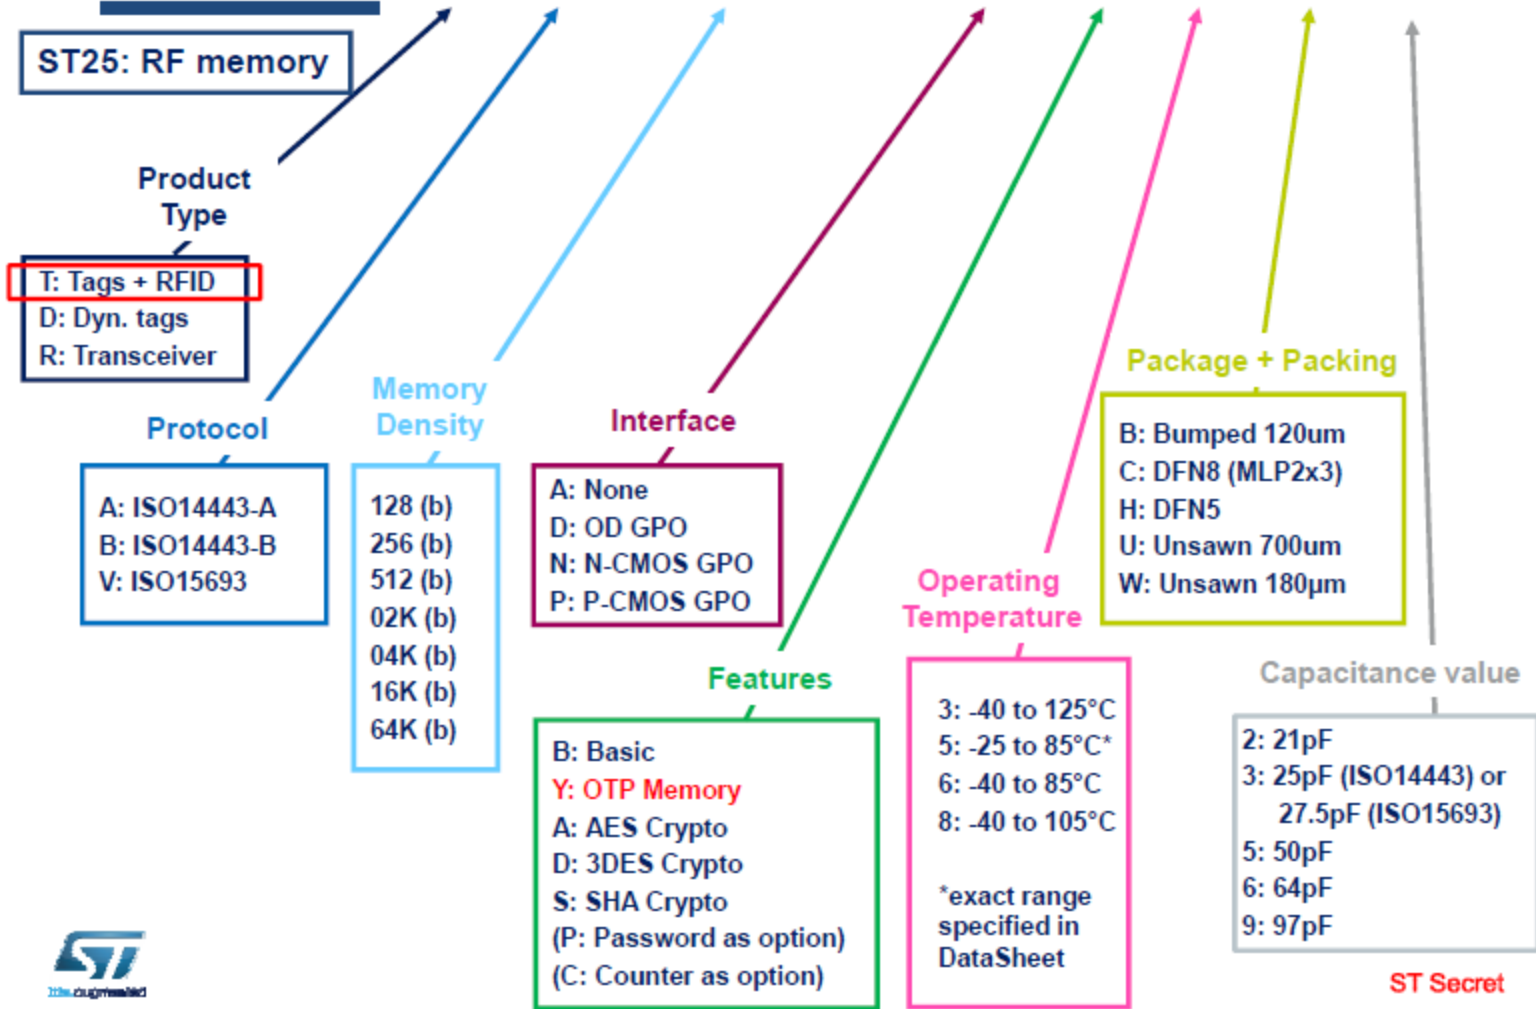 ST25: RF memory
Product
Type
T: Tags + RFID
D: Dyn. tags
R: Transceiver
Protocol
A: ISO14443-A
B: ISO14443-B
V: ISO15693
Memory
Density
128 (b)
256 (b)
512 (b)
02K (b)
04K (b)
16K (b)
64K (b)
Interface
A: None
D: OD GPO
N: N-CMOS GPO
P: P-CMOS GPO
Features
B: Basic
Y: OTP Memory
A: AES Crypto
D: 3DES Crypto
S: SHA Crypto
(P: Password as option)
(C: Counter as option)
Operating
Temperature
3: -40 to 125°C
5: -25 to 85°C*
6: -40 to 85°C
8: -40 to 105°C
*exact range
specified in
DataSheet
Package + Packing
B: Bumped 120um
C: DFN8 (MLP2x3)
H: DFN5
U: Unsawn 700um
W: Unsawn 180µm
Capacitance value
2: 21pF
3: 25pF (ISO14443) or
27.5pF (ISO15693)
5: 50pF
6: 64pF
9: 97pF
ST
life.augmented
ST Secret